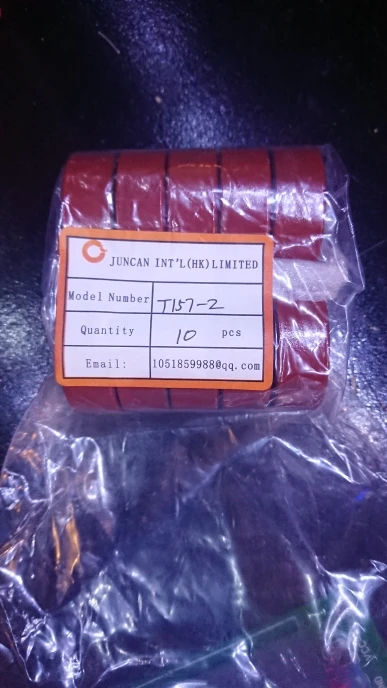 JUNCAN INT'L(HK)LIMITED
Model Number T157-2
Quantity 10 pcs
Email: 1051859988@qq.com